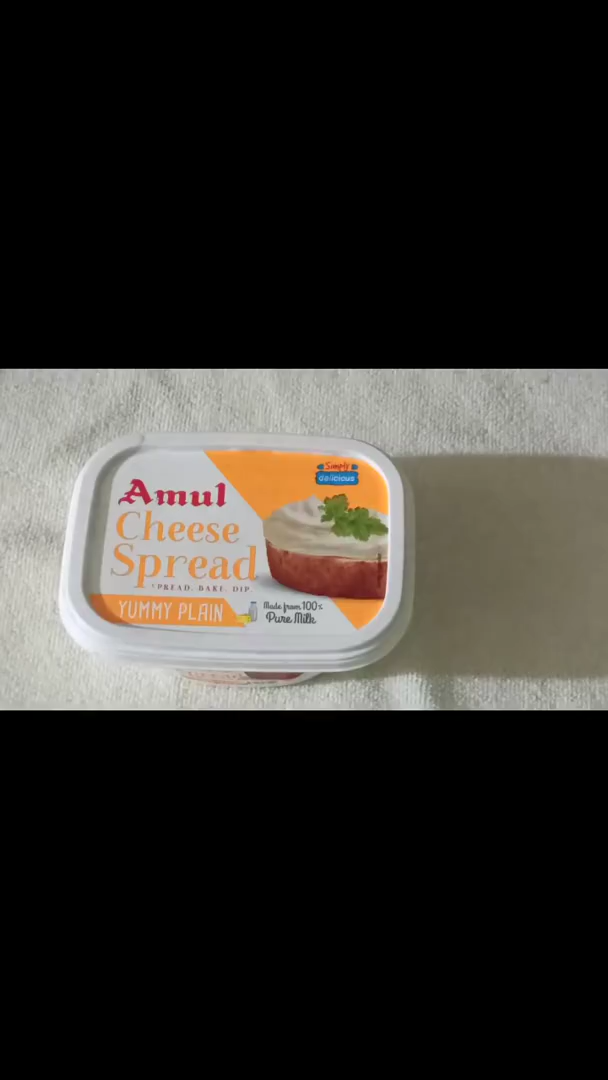 Simply
delicious
Amul
Cheese
Spread
SPREAD. BAKE. DIP.
YUMMY PLAIN
Made from 100%
Pure Milk